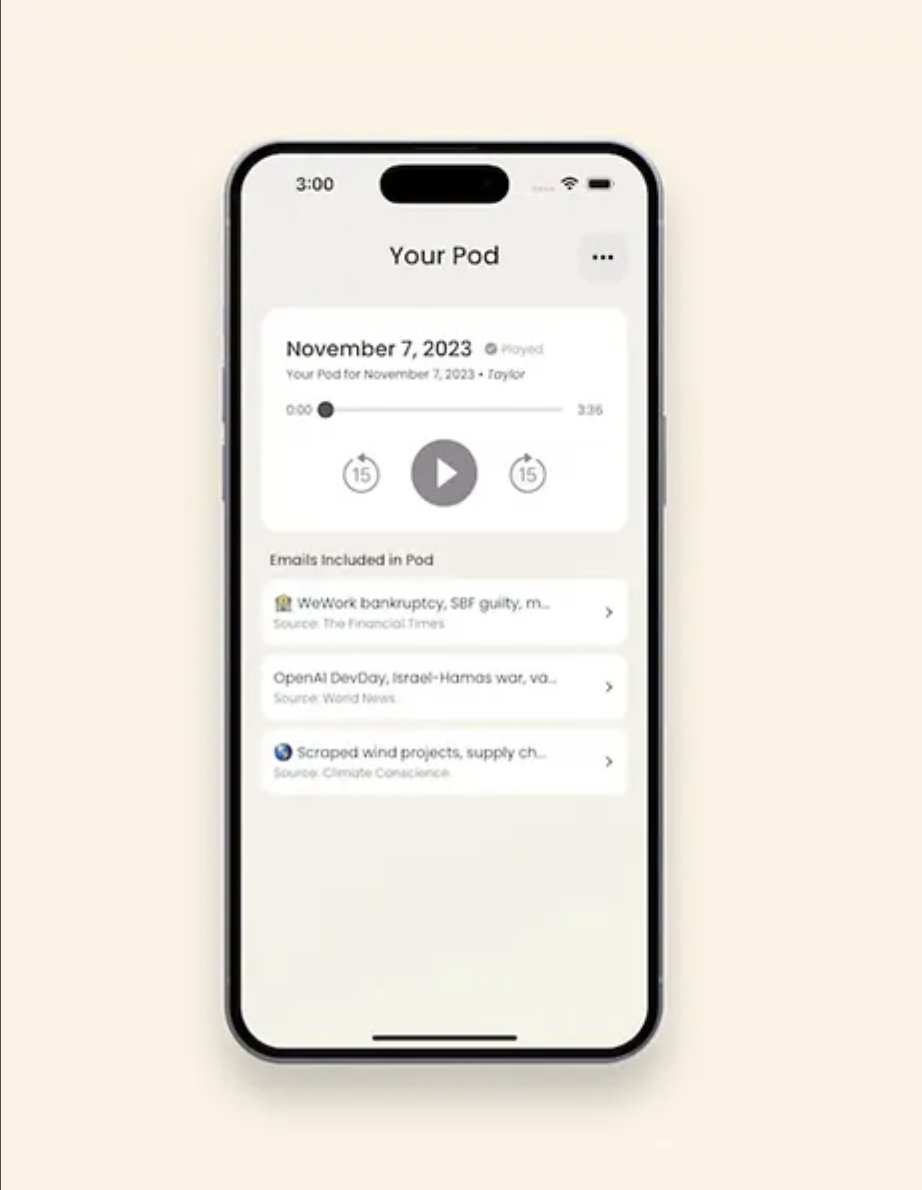 3:00
Your Pod
November 7, 2023 Played
Your Pod for November 7, 2023 • Taylor
0:00 3:36
15 15
Emails Included in Pod
WeWork bankruptcy, SBF guilty, m...
Source: The Financial Times
OpenAI DevDay, Israel-Hamas war, va...
Source: World News
Scraped wind projects, supply ch...
Source: Climate Conscience